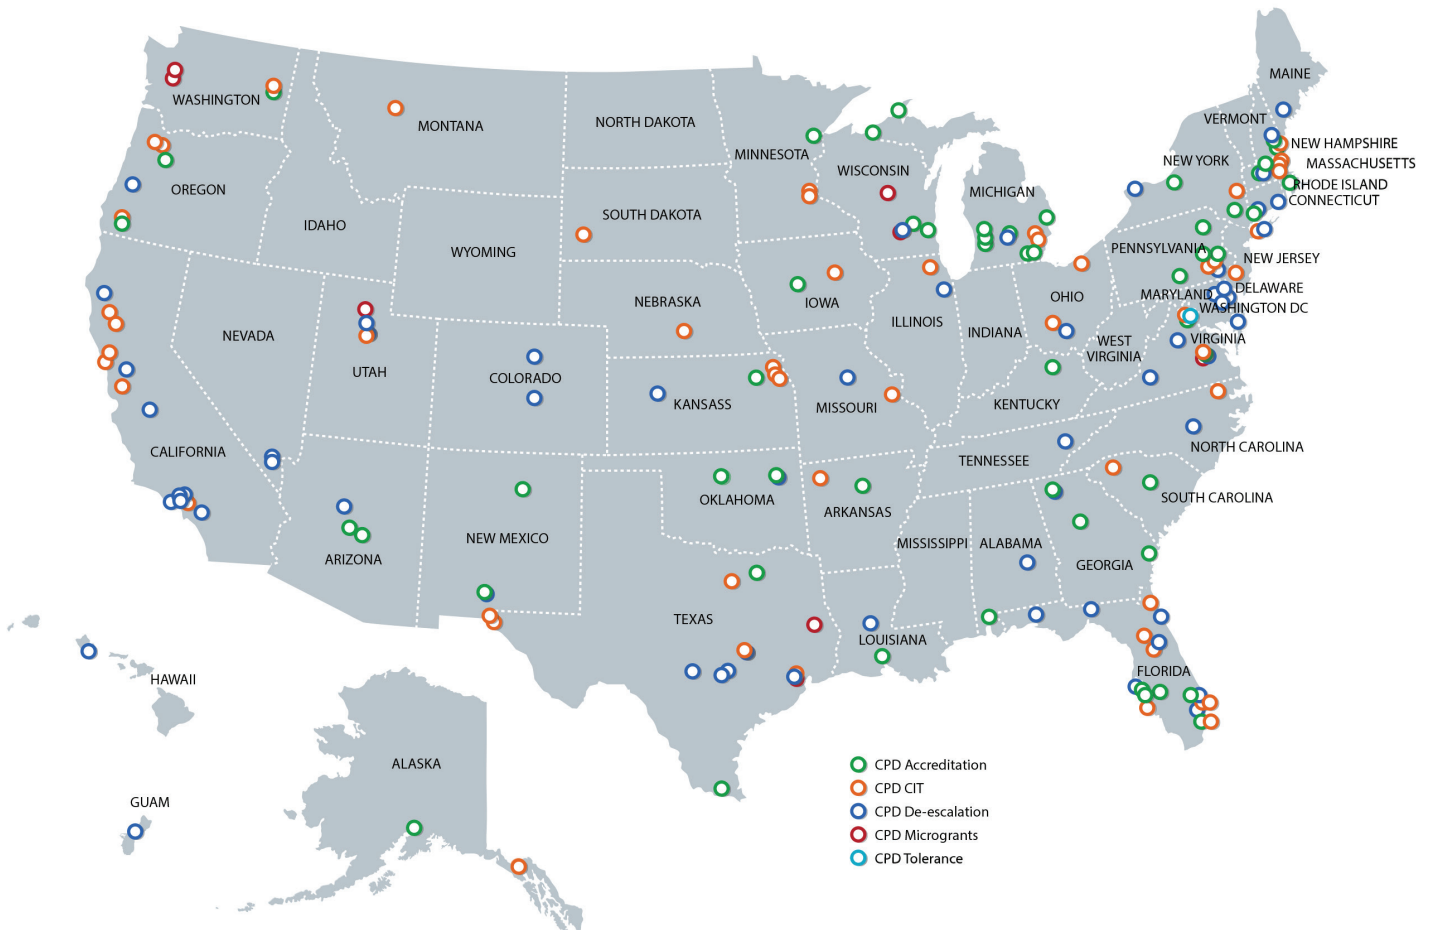 MAINE
WASHINGTON
VERMONT
NORTH DAKOTA
MONTANA
NEW HAMPSHIRE
MINNESOTA
NEW YORK
MASSACHUSETTS
WISCONSIN
OREGON
MICHIGAN
RHODE ISLAND
CONNECTICUT
SOUTH DAKOTA
IDAHO
WYOMING
PENNSYLVANIA
NEW JERSEY
NEBRASKA
IOWA
OHIO
MARYLAND
DELAWARE
WASHINGTON DC
NEVADA
ILLINOIS
INDIANA
WEST
VIRGINIA
VIRGINIA
UTAH
COLORADO
KANSASS
MISSOURI
KENTUCKY
CALIFORNIA
TENNESSEE
NORTH CAROLINA
OKLAHOMA
ARKANSAS
SOUTH CAROLINA
NEW MEXICO
MISSISSIPPI
ALABAMA
ARIZONA
GEORGIA
TEXAS
LOUISIANA
FLORIDA
HAWAII
ALASKA
GUAM
CPD Accreditation
CPD CIT
CPD De-escalation
CPD Microgrants
CPD Tolerance